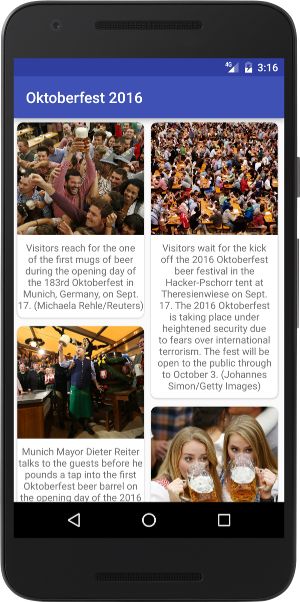 4G
3:16
Oktoberfest 2016
Visitors reach for the one
of the first mugs of beer
during the opening day of
the 183rd Oktoberfest in
Munich, Germany, on Sept.
17. (Michaela Rehle/Reuters)
Munich Mayor Dieter Reiter
talks to the guests before he
pounds a tap into the first
Oktoberfest beer barrel on
the opening day of the 2016
Visitors wait for the kick
off the 2016 Oktoberfest
beer festival in the
Hacker-Pschorr tent at
Theresienwiese on Sept.
17. The 2016 Oktoberfest
is taking place under
heightened security due
to fears over international
terrorism. The fest will be
open to the public through
to October 3. (Johannes
Simon/Getty Images)